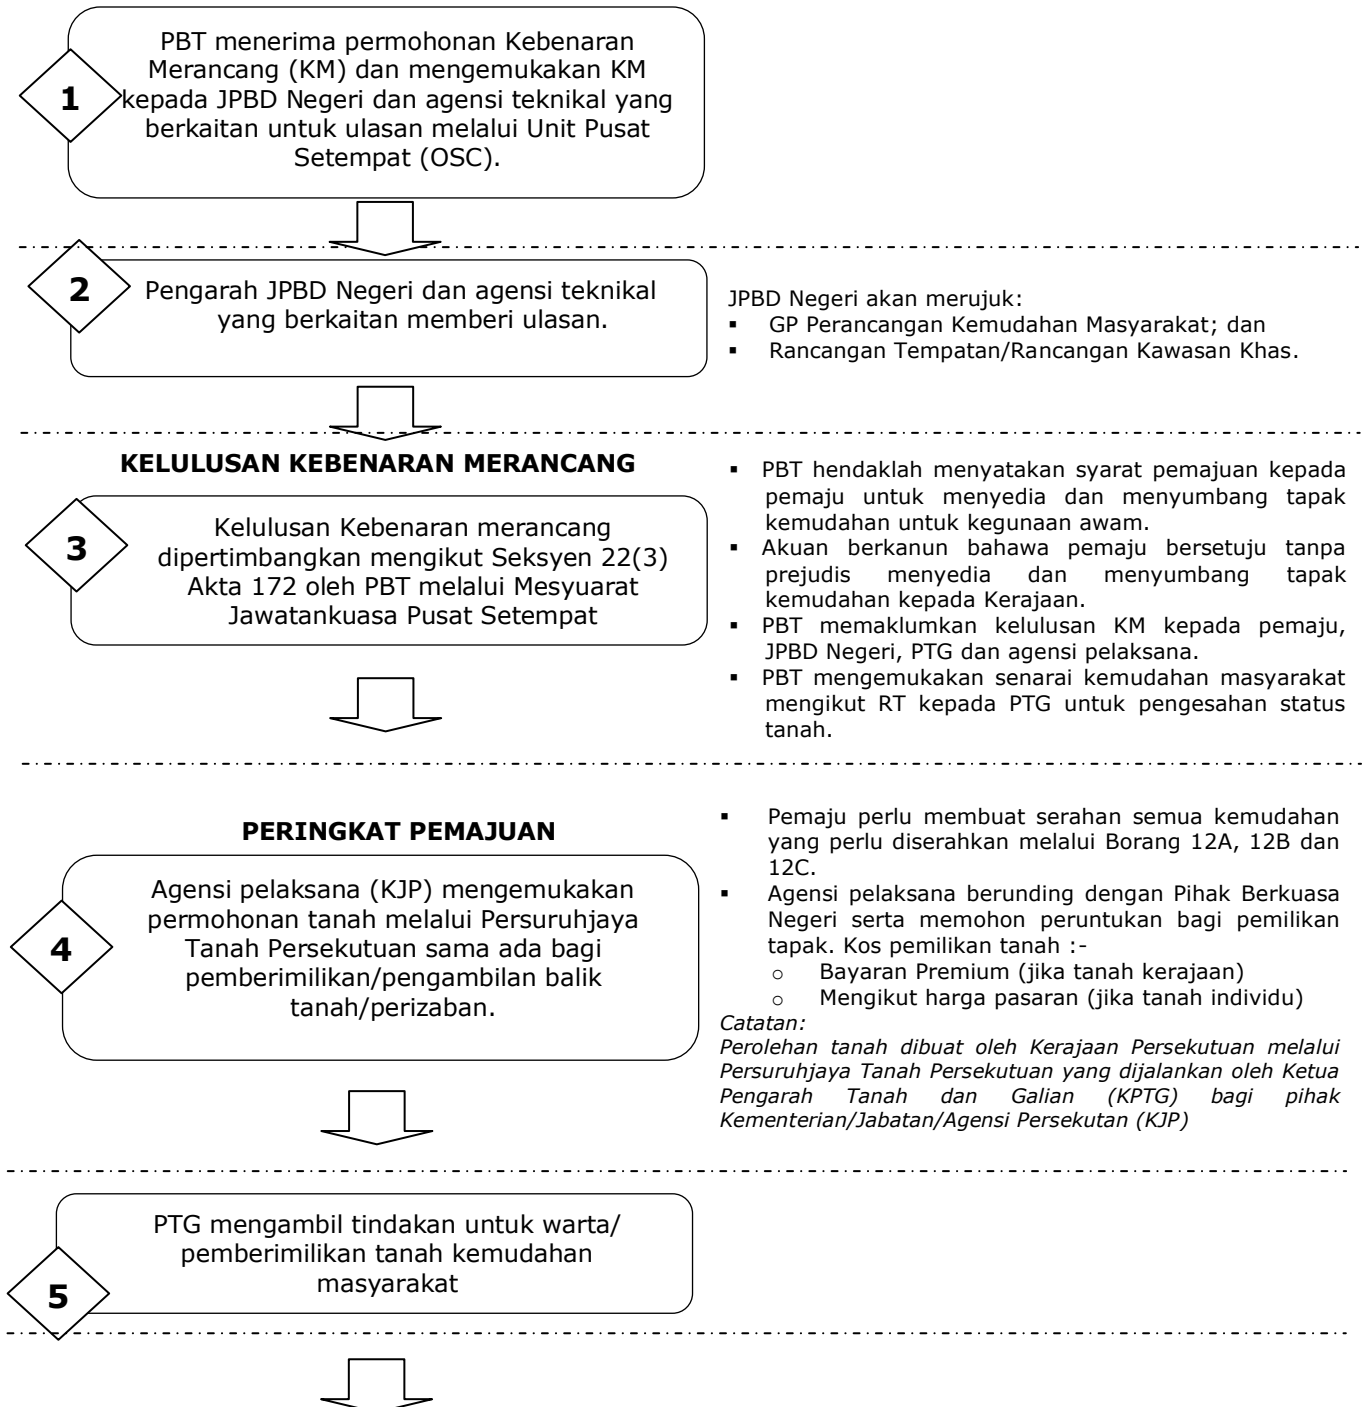 1
PBT menerima permohonan Kebenaran
Merancang (KM) dan mengemukakan KM
kepada JPBD Negeri dan agensi teknikal yang
berkaitan untuk ulasan melalui Unit Pusat
Setempat (OSC).
2
Pengarah JPBD Negeri dan agensi teknikal
yang berkaitan memberi ulasan.
JPBD Negeri akan merujuk:
▪ GP Perancangan Kemudahan Masyarakat; dan
▪ Rancangan Tempatan/Rancangan Kawasan Khas.
KELULUSAN KEBENARAN MERANCANG
3
Kelulusan Kebenaran merancang
dipertimbangkan mengikut Seksyen 22(3)
Akta 172 oleh PBT melalui Mesyuarat
Jawatankuasa Pusat Setempat
▪ PBT hendaklah menyatakan syarat pemajuan kepada
pemaju untuk menyedia dan menyumbang tapak
kemudahan untuk kegunaan awam.
▪ Akuan berkanun bahawa pemaju bersetuju tanpa
prejudis menyedia dan menyumbang tapak
kemudahan kepada Kerajaan.
▪ PBT memaklumkan kelulusan KM kepada pemaju,
JPBD Negeri, PTG dan agensi pelaksana.
▪ PBT mengemukakan senarai kemudahan masyarakat
mengikut RT kepada PTG untuk pengesahan status
tanah.
PERINGKAT PEMAJUAN
4
Agensi pelaksana (KJP) mengemukakan
permohonan tanah melalui Persuruhjaya
Tanah Persekutuan sama ada bagi
pemberimilikan/pengambilan balik
tanah/perizaban.
▪ Pemaju perlu membuat serahan semua kemudahan
yang perlu diserahkan melalui Borang 12A, 12B dan
12C.
▪ Agensi pelaksana berunding dengan Pihak Berkuasa
Negeri serta memohon peruntukan bagi pemilikan
tapak. Kos pemilikan tanah :-
o Bayaran Premium (jika tanah kerajaan)
o Mengikut harga pasaran (jika tanah individu)
Catatan:
Perolehan tanah dibuat oleh Kerajaan Persekutuan melalui
Persuruhjaya Tanah Persekutuan yang dijalankan oleh Ketua
Pengarah Tanah dan Galian (KPTG) bagi pihak
Kementerian/Jabatan/Agensi Persekutan (KJP)
5
PTG mengambil tindakan untuk warta/
pemberimilikan tanah kemudahan
masyarakat